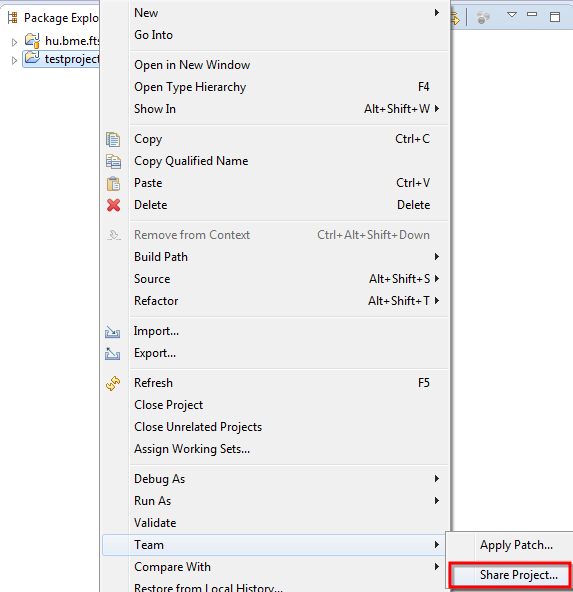 Package Explo
New
Go Into
hu.bme.fts
testproject
Open in New Window
Open Type Hierarchy F4
Show In Alt+Shift+W
Copy Ctrl+C
Copy Qualified Name
Paste Ctrl+V
Delete Delete
Remove from Context Ctrl+Alt+Shift+Down
Build Path
Source Alt+Shift+S
Refactor Alt+Shift+T
Import...
Export...
Refresh F5
Close Project
Close Unrelated Projects
Assign Working Sets...
Debug As
Run As
Validate
Team
Apply Patch...
Compare With
Share Project...
Restore from Local History...